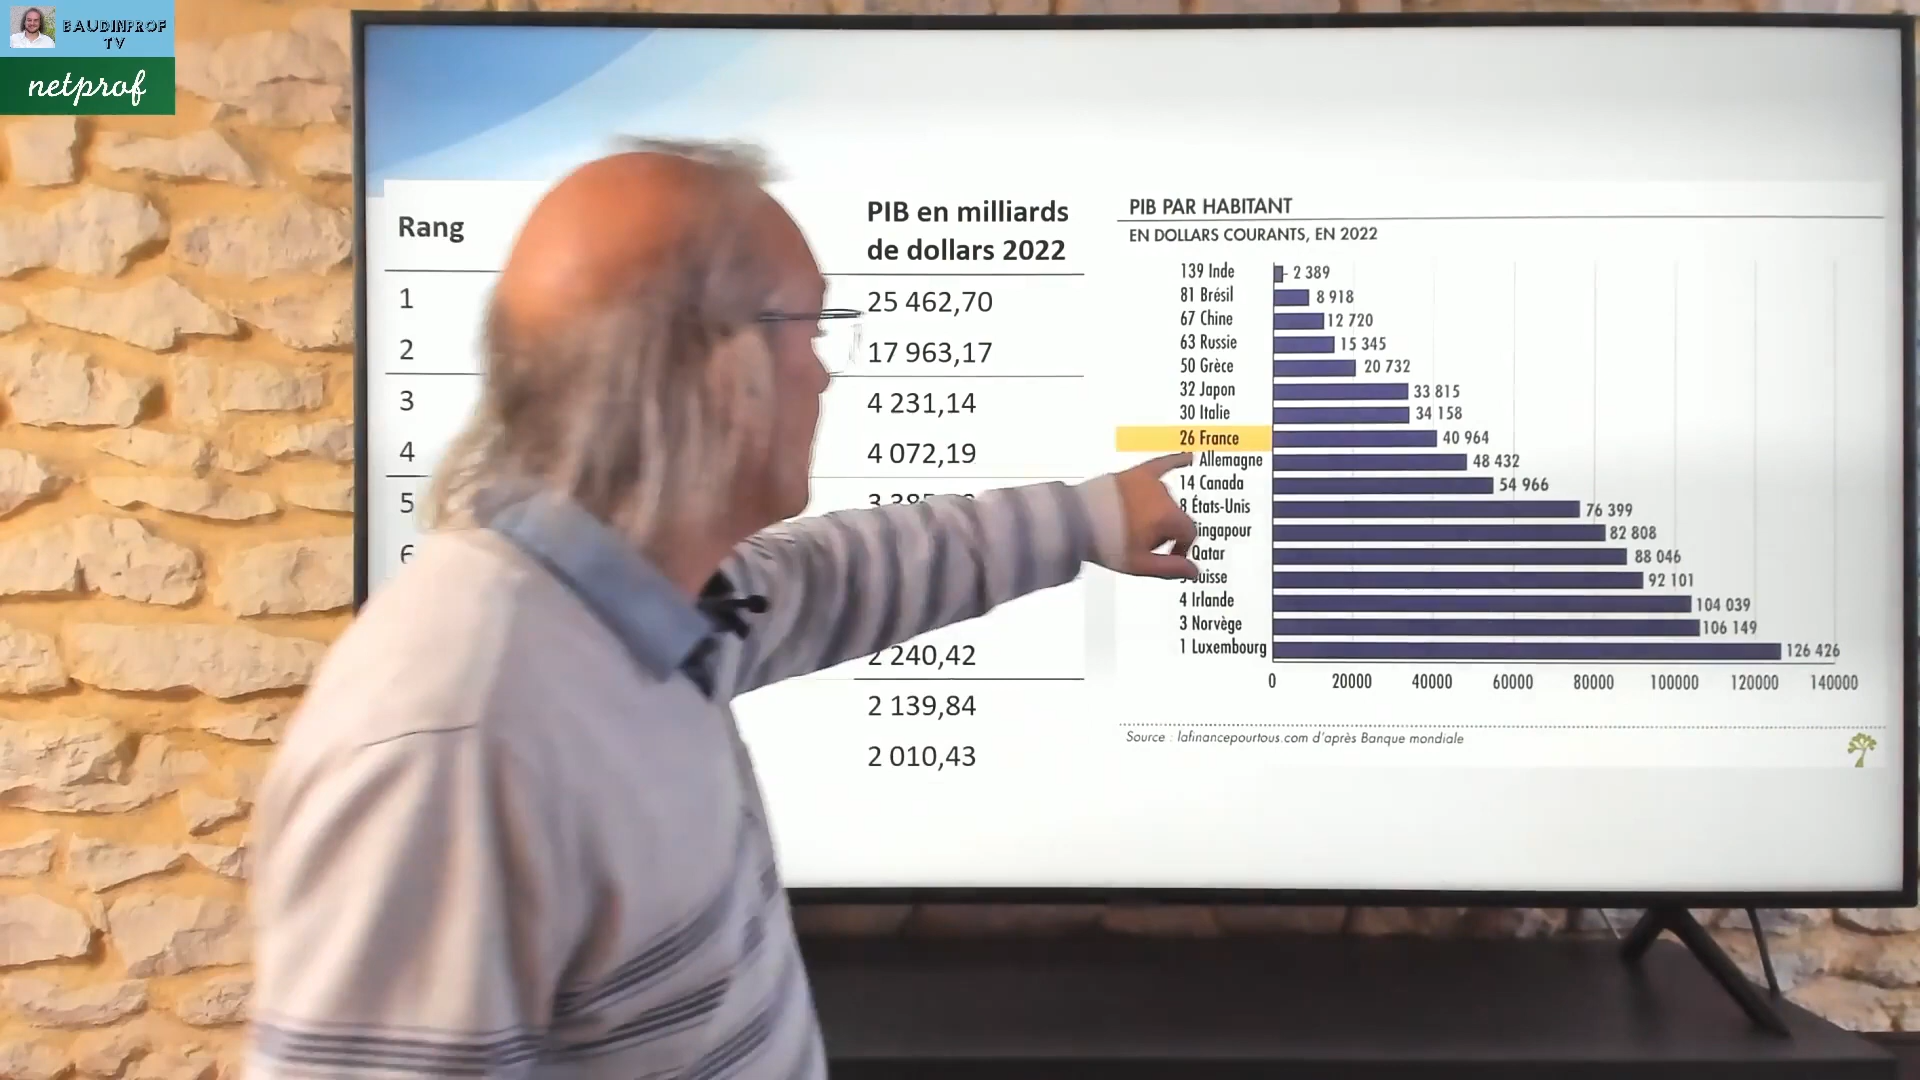 BAUDINPROF
TV
netprof
Rang
PIB en milliards
de dollars 2022
1
25 462,70
2
17 963,17
3
4 231,14
4
4 072,19
5
6
2 240,42
2 139,84
2 010,43
PIB PAR HABITANT
EN DOLLARS COURANTS, EN 2022
139 Inde 2 389
81 Brésil 8 918
67 Chine 12 720
63 Russie 15 345
50 Grèce 20 732
32 Japon 33 815
30 Italie 34 158
26 France 40 964
Allemagne 48 432
14 Canada 54 966
8 États-Unis 76 399
ingapour 82 808
Qatar 88 046
uisse 92 101
4 Irlande 104 039
3 Norvège 106 149
1 Luxembourg 126 426
0 20000 40000 60000 80000 100000 120000 140000
Source : lafinancepourtous.com d'après Banque mondiale